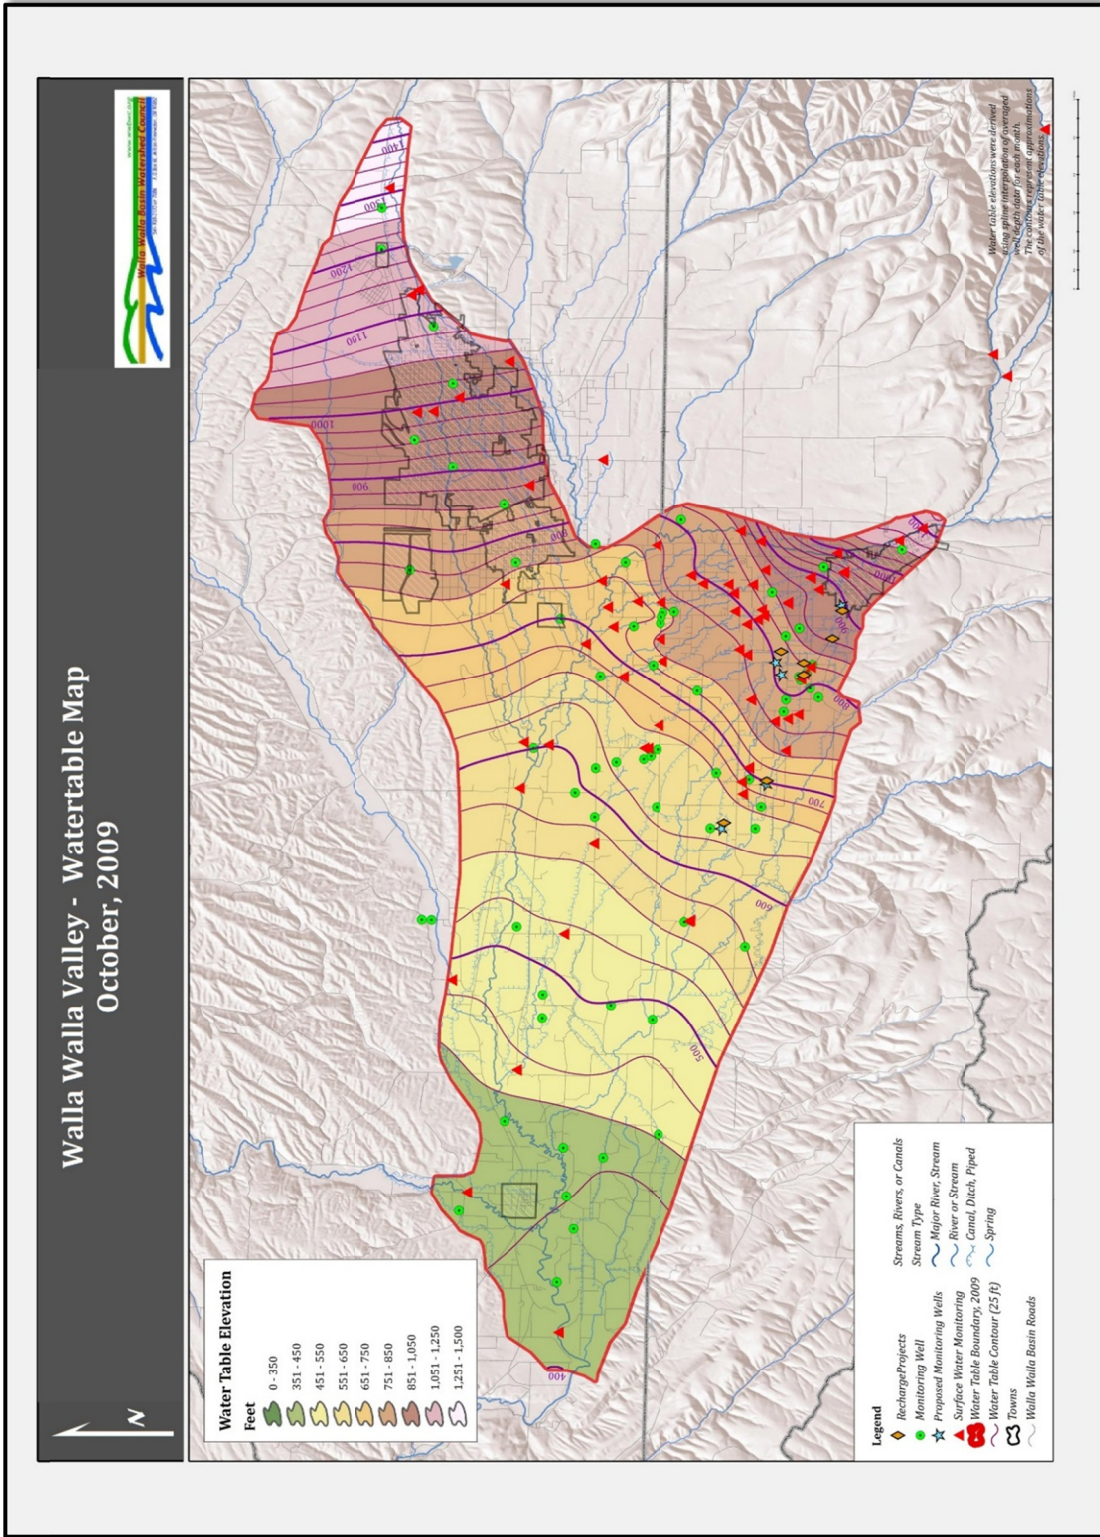 Walla Walla Valley - Watertable Map
October, 2009
www.wwbwc.org
Walla Walla Basin Watershed Council
N
Water Table Elevation
Feet
0 - 350
351 - 450
451 - 550
551 - 650
651 - 750
751 - 850
851 - 1,050
1,051 - 1,250
1,251 - 1,500
1400
1300
1200
1100
1000
900
1000
900
800
700
600
500
400
Water table elevations were derived
using spline interpolation of averaged
well depth data for each month.
The contours represent approximations
of the water table elevations.
Legend
RechargeProjects
Monitoring Well
Proposed Monitoring Wells
Surface Water Monitoring
Water Table Boundary, 2009
Water Table Contour (25 ft)
Towns
Walla Walla Basin Roads
Streams, Rivers, or Canals
Stream Type
Major River, Stream
River or Stream
Canal, Ditch, Piped
Spring